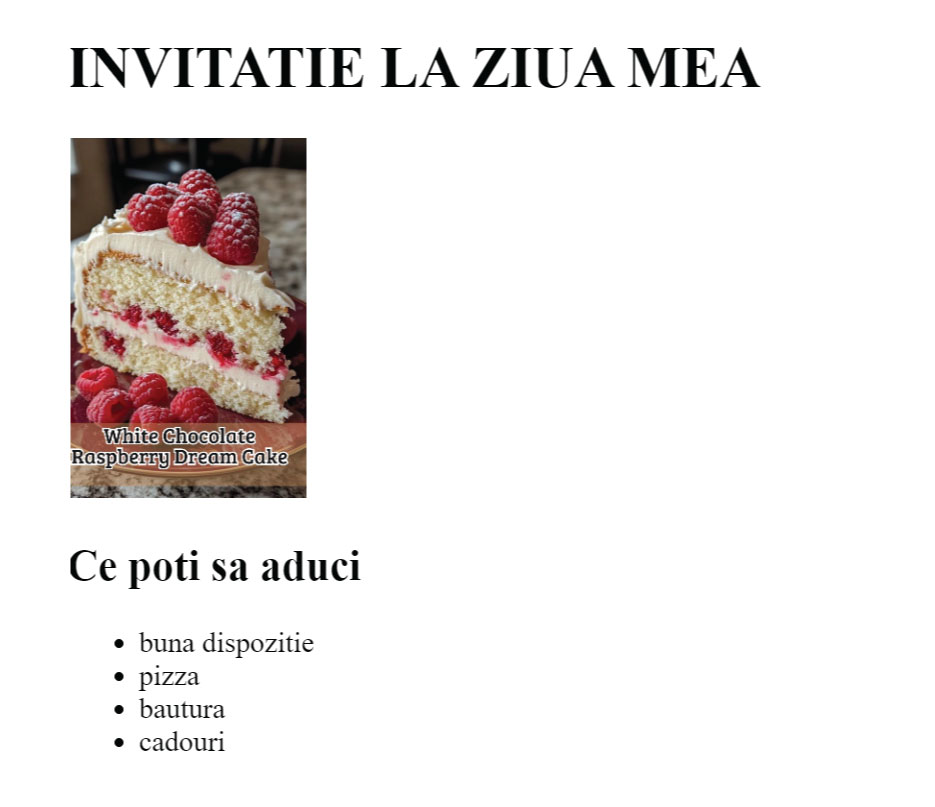 INVITATIE LA ZIUA MEA
White Chocolate
Raspberry Dream Cake
Ce poti sa aduci
buna dispozitie
pizza
bautura
cadouri